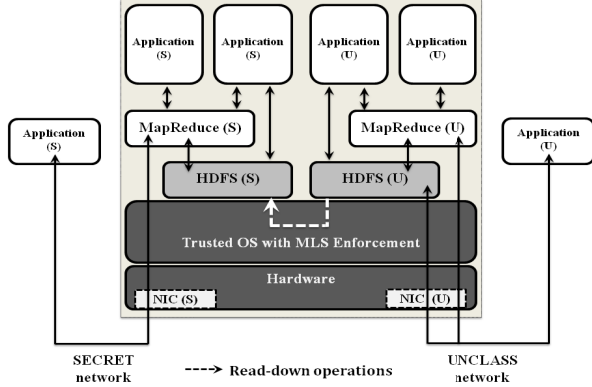 Application
(S)
Application
(S)
Application
(U)
Application
(U)
MapReduce (S)
MapReduce (U)
Application
(S)
Application
(U)
HDFS (S)
HDFS (U)
Trusted OS with MLS Enforcement
Hardware
NIC (S)
NIC (U)
SECRET
network
Read-down operations
UNCLASS
network